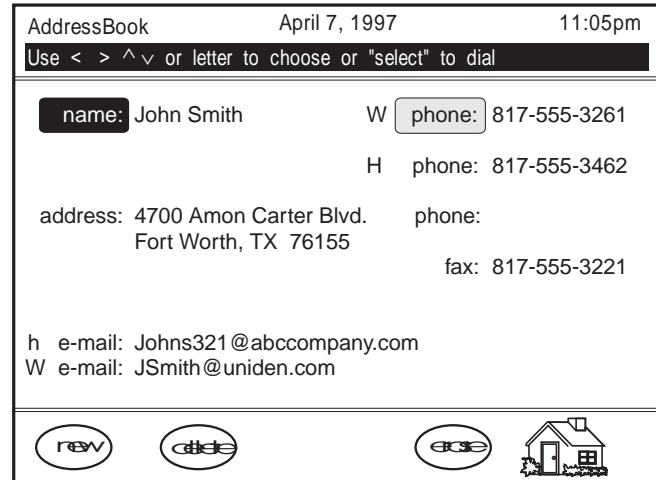 AddressBook April 7, 1997 11:05pm
Use < > ^ v or letter to choose or "select" to dial
name: John Smith W phone: 817-555-3261
H phone: 817-555-3462
address: 4700 Amon Carter Blvd. phone:
Fort Worth, TX 76155
fax: 817-555-3221
h e-mail: Johns321@abccompany.com
W e-mail: JSmith@uniden.com
new erase